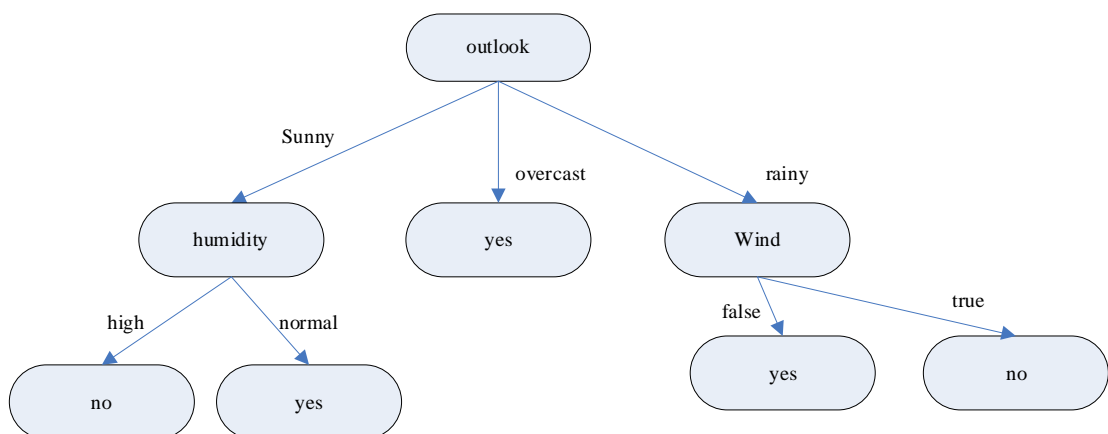 outlook
Sunny
overcast
rainy
humidity
yes
Wind
high
normal
false
true
no
yes
yes
no